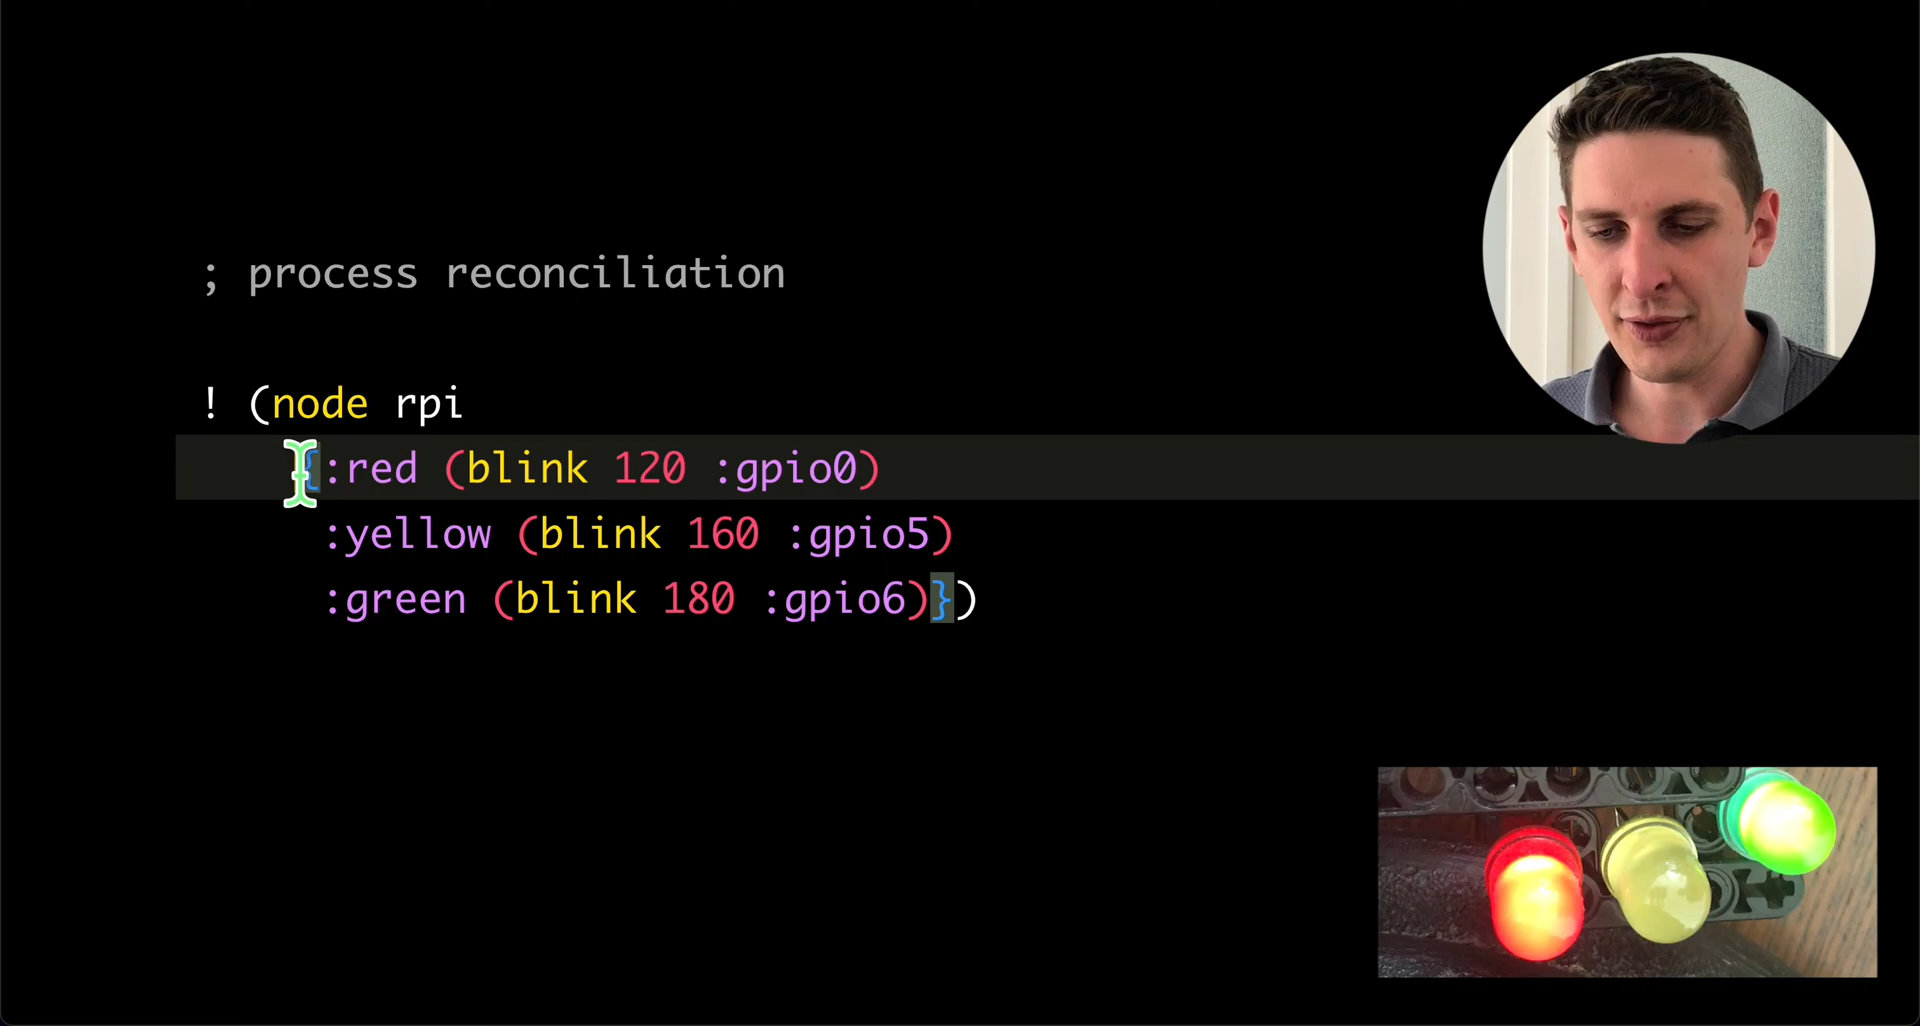 ; process reconciliation
! (node rpi
{:red (blink 120 :gpio0)
:yellow (blink 160 :gpio5)
:green (blink 180 :gpio6)})